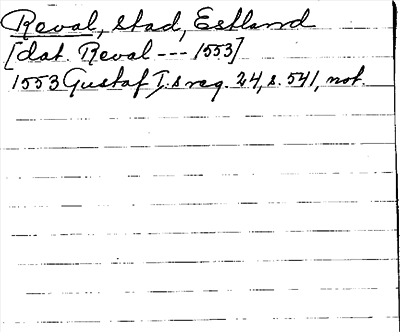 Reval, stad, Estland
[dat. Reval --- 1553]
1553 Gustaf I:s reg. 24, s. 541, not.